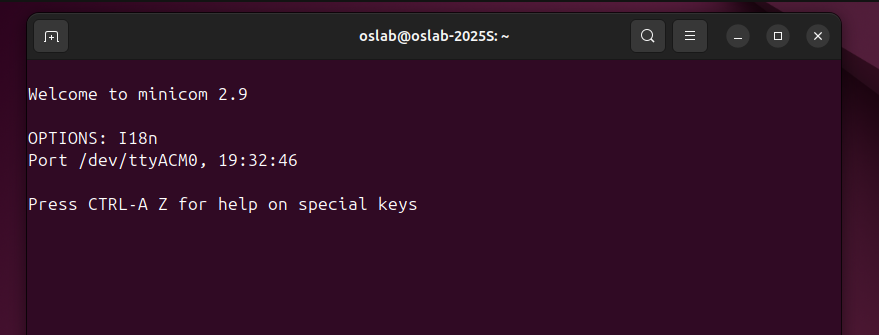 oslab@oslab-2025S: ~
Welcome to minicom 2.9
OPTIONS: I18n
Port /dev/ttyACM0, 19:32:46
Press CTRL-A Z for help on special keys